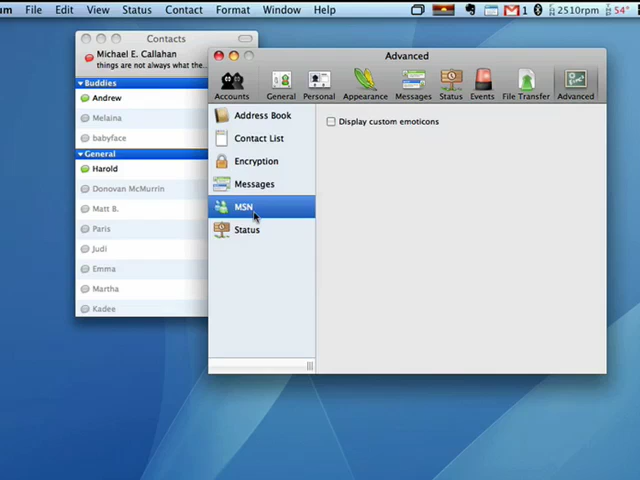 um File Edit View Status Contact Format Window Help 1 2510rpm 54°
Contacts
Michael E. Callahan
things are not always what the...
Buddies
Andrew
Melaina
babyface
General
Harold
Donovan McMurrin
Matt B.
Paris
Judi
Emma
Martha
Kadee
Advanced
Accounts General Personal Appearance Messages Status Events File Transfer Advanced
Address Book
Contact List
Encryption
Messages
MSN
Status
Display custom emoticons